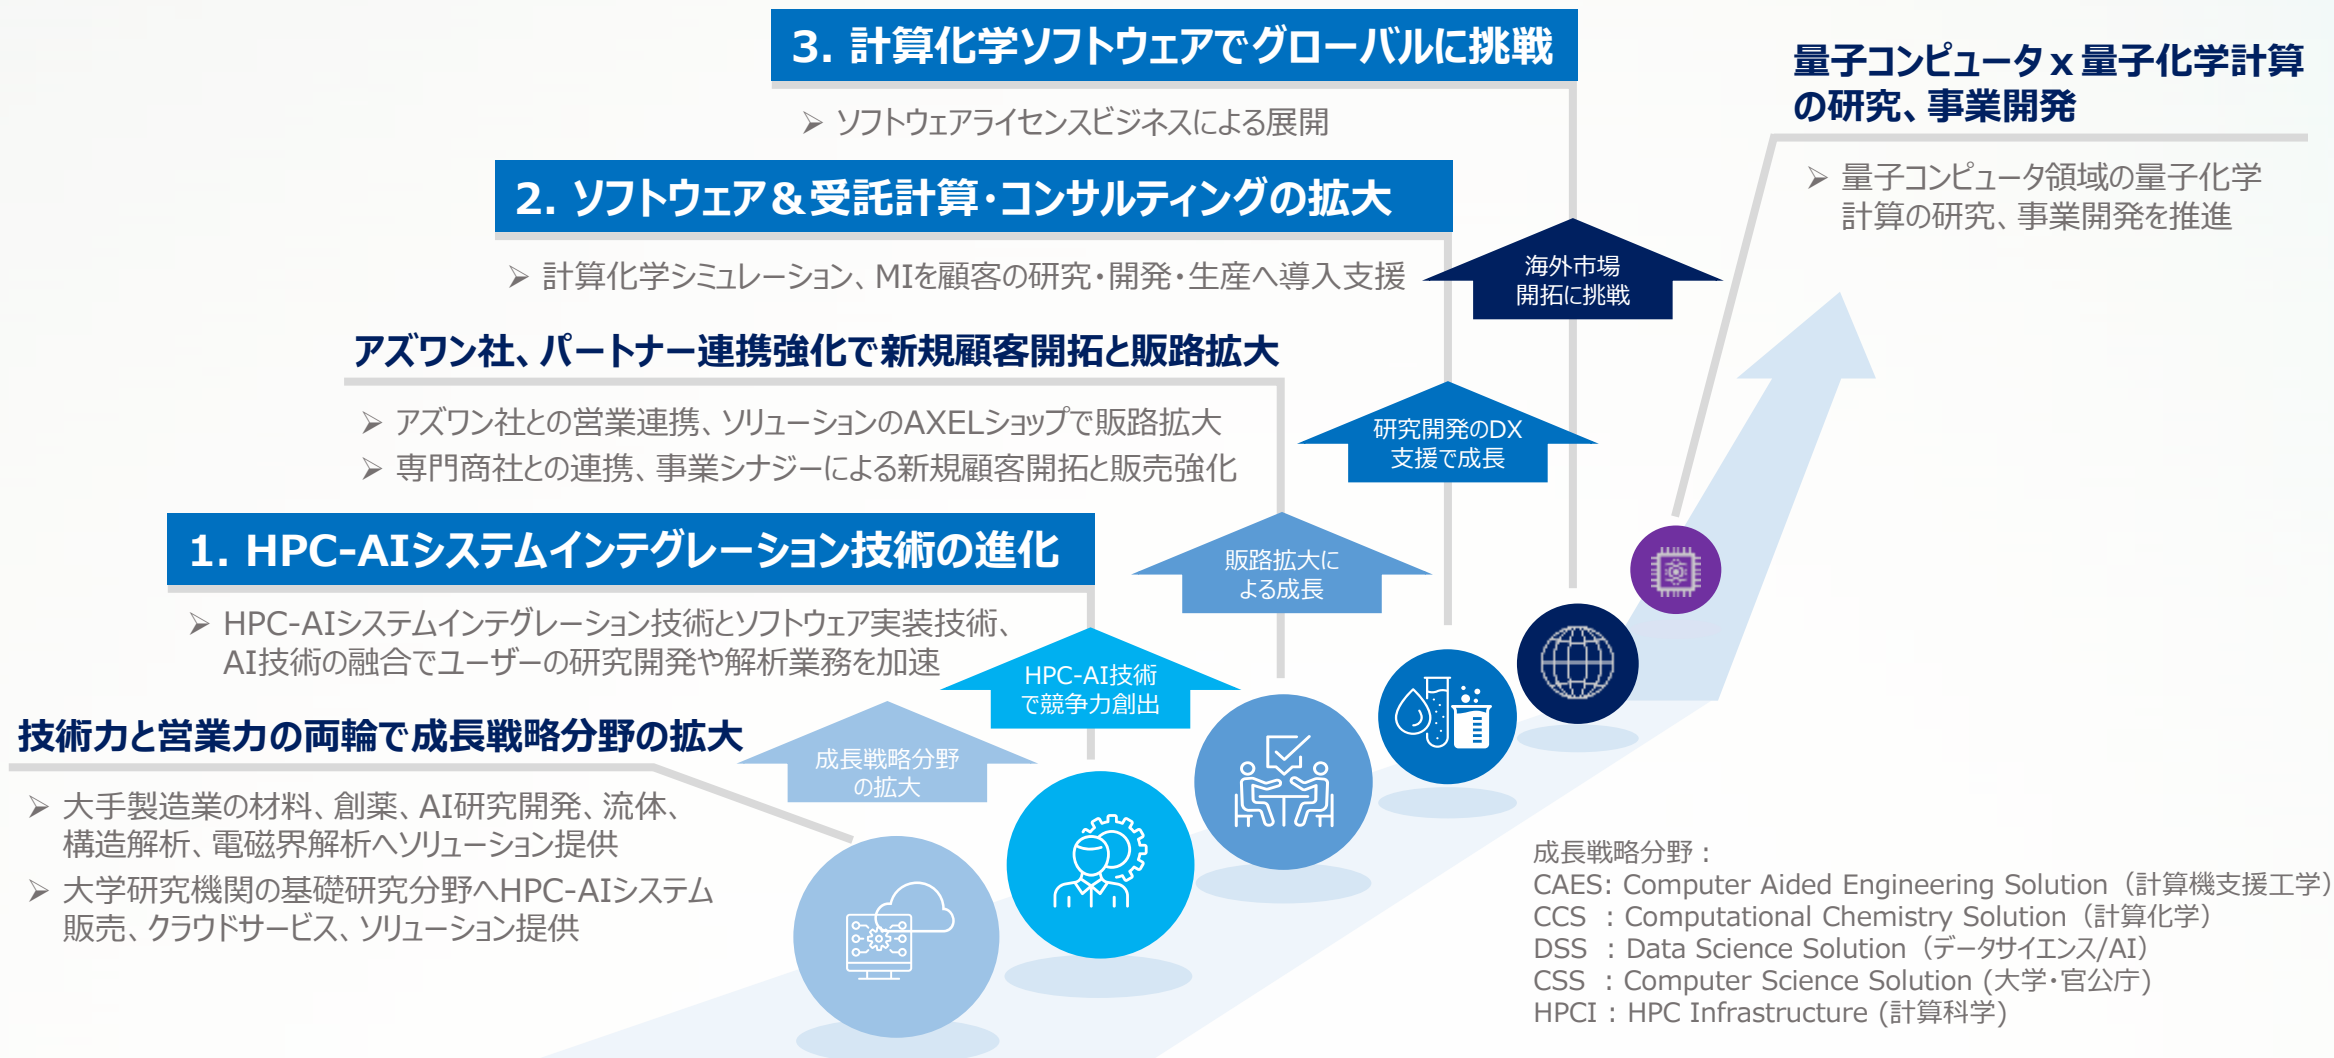 3. 計算化学ソフトウェアでグローバルに挑戦
➢ ソフトウェアライセンスビジネスによる展開
量子コンピュータ x 量子化学計算
の研究、事業開発
➢ 量子コンピュータ領域の量子化学
計算の研究、事業開発を推進
2. ソフトウェア＆受託計算・コンサルティングの拡大
➢ 計算化学シミュレーション、MIを顧客の研究・開発・生産へ導入支援
海外市場
開拓に挑戦
アズワン社、パートナー連携強化で新規顧客開拓と販路拡大
➢ アズワン社との営業連携、ソリューションのAXELショップで販路拡大
➢ 専門商社との連携、事業シナジーによる新規顧客開拓と販売強化
研究開発のDX
支援で成長
1. HPC-AIシステムインテグレーション技術の進化
➢ HPC-AIシステムインテグレーション技術とソフトウェア実装技術、
AI技術の融合でユーザーの研究開発や解析業務を加速
販路拡大に
よる成長
HPC-AI技術
で競争力創出
技術力と営業力の両輪で成長戦略分野の拡大
➢ 大手製造業の材料、創薬、AI研究開発、流体、
構造解析、電磁界解析へソリューション提供
➢ 大学研究機関の基礎研究分野へHPC-AIシステム
販売、クラウドサービス、ソリューション提供
成長戦略分野
の拡大
成長戦略分野：
CAES: Computer Aided Engineering Solution（計算機支援工学）
CCS ：Computational Chemistry Solution（計算化学）
DSS ：Data Science Solution（データサイエンス/AI）
CSS ：Computer Science Solution (大学・官公庁)
HPCI：HPC Infrastructure (計算科学)